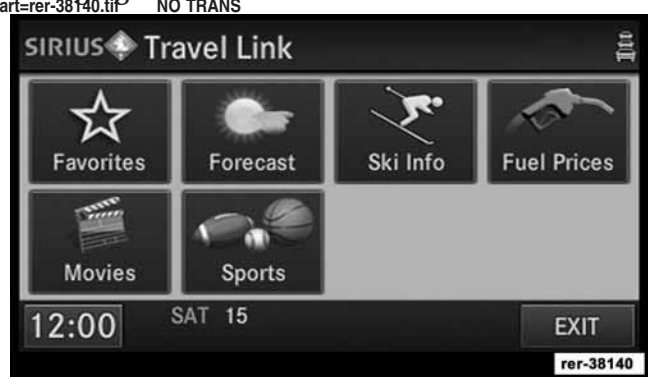 art=rer-38140.tif NO TRANS
SIRIUS Travel Link
Favorites Forecast Ski Info Fuel Prices
Movies Sports
12:00 SAT 15 EXIT
rer-38140